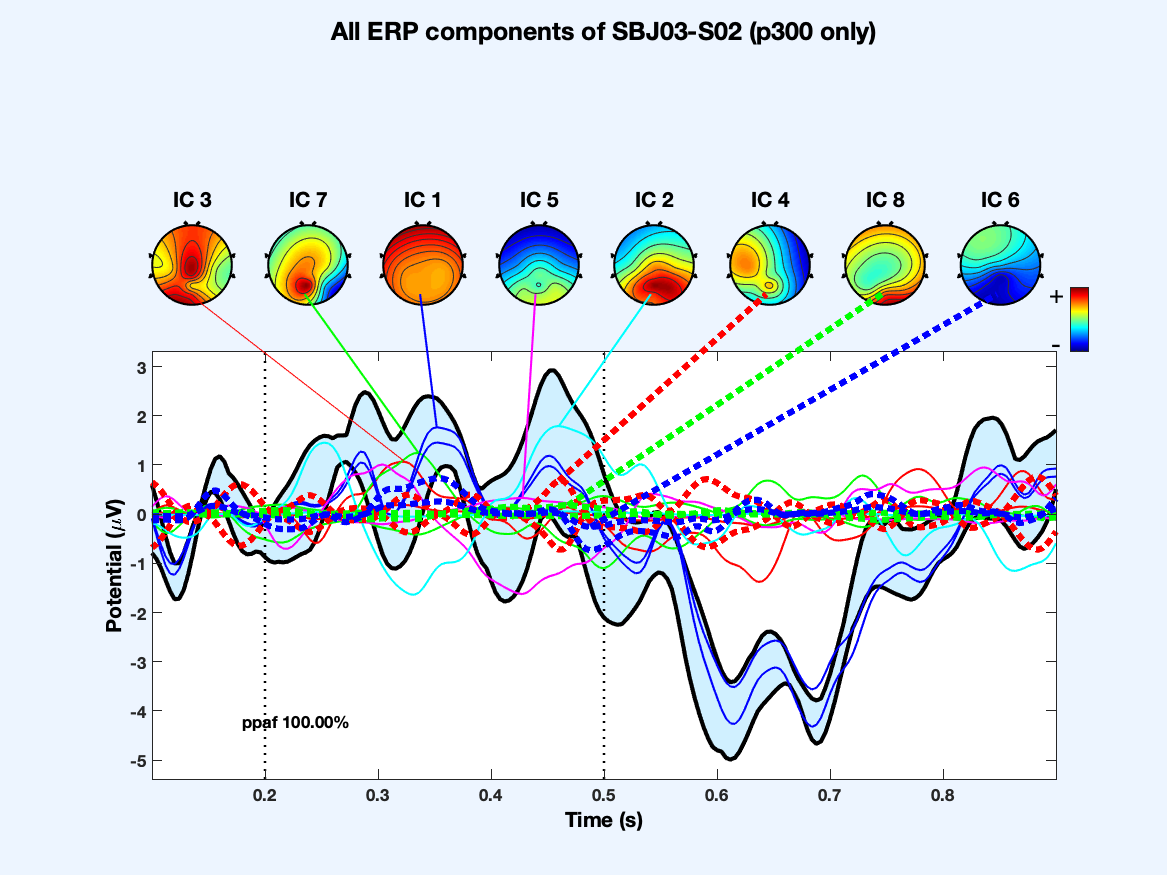 All ERP components of SBJ03-S02 (p300 only)
IC 3 IC 7 IC 1 IC 5 IC 2 IC 4 IC 8 IC 6
+
-
3
2
1
0
-1
-2
-3
-4
-5
Potential (μV)
ppaf 100.00%
0.2 0.3 0.4 0.5 0.6 0.7 0.8
Time (s)